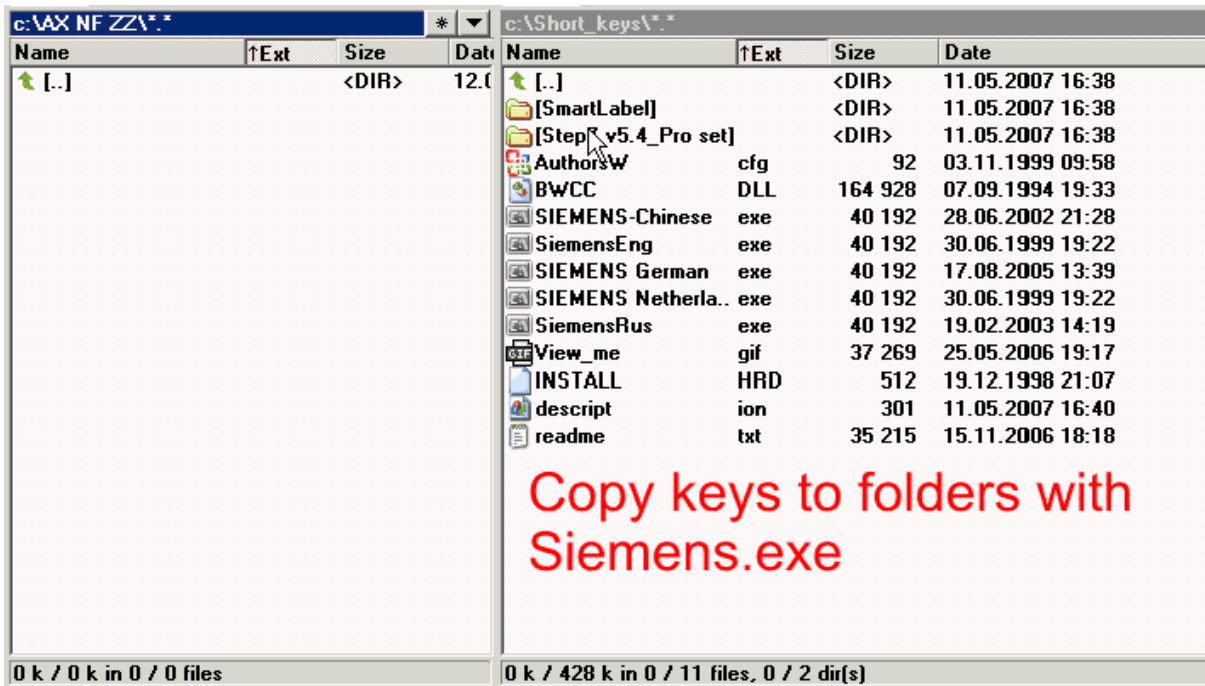 c:\AX NF ZZ\*.* * ▼
Name ↑Ext Size Date
[..] <DIR> 12.0
0 k / 0 k in 0 / 0 files
c:\Short_keys\*.*
Name ↑Ext Size Date
[..] <DIR> 11.05.2007 16:38
[SmartLabel] <DIR> 11.05.2007 16:38
[Step v5.4_Pro set] <DIR> 11.05.2007 16:38
AuthorsW cfg 92 03.11.1999 09:58
BWCC DLL 164 928 07.09.1994 19:33
SIEMENS-Chinese exe 40 192 28.06.2002 21:28
SiemensEng exe 40 192 30.06.1999 19:22
SIEMENS German exe 40 192 17.08.2005 13:39
SIEMENS Netherla.. exe 40 192 30.06.1999 19:22
SiemensRus exe 40 192 19.02.2003 14:19
View_me gif 37 269 25.05.2006 19:17
INSTALL HRD 512 19.12.1998 21:07
descript ion 301 11.05.2007 16:40
readme txt 35 215 15.11.2006 18:18
Copy keys to folders with
Siemens.exe
0 k / 428 k in 0 / 11 files, 0 / 2 dir(s)